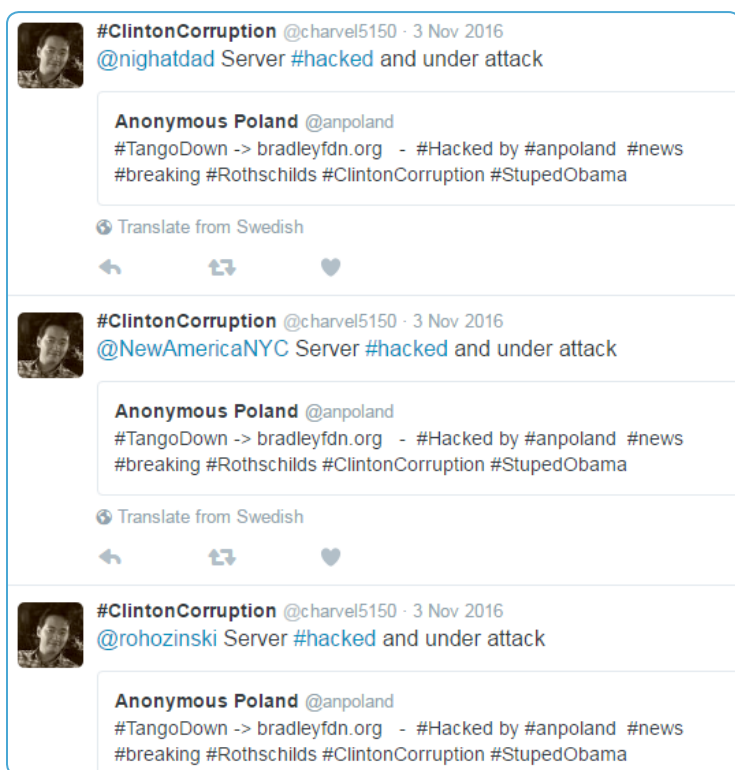 #ClintonCorruption @charvel5150 · 3 Nov 2016
@nighatdad Server #hacked and under attack
Anonymous Poland @anpoland
#TangoDown -> bradleyfdn.org - #Hacked by #anpoland #news
#breaking #Rothschilds #ClintonCorruption #StupedObama
Translate from Swedish
#ClintonCorruption @charvel5150 · 3 Nov 2016
@NewAmericaNYC Server #hacked and under attack
Anonymous Poland @anpoland
#TangoDown -> bradleyfdn.org - #Hacked by #anpoland #news
#breaking #Rothschilds #ClintonCorruption #StupedObama
Translate from Swedish
#ClintonCorruption @charvel5150 · 3 Nov 2016
@rohozinski Server #hacked and under attack
Anonymous Poland @anpoland
#TangoDown -> bradleyfdn.org - #Hacked by #anpoland #news
#breaking #Rothschilds #ClintonCorruption #StupedObama